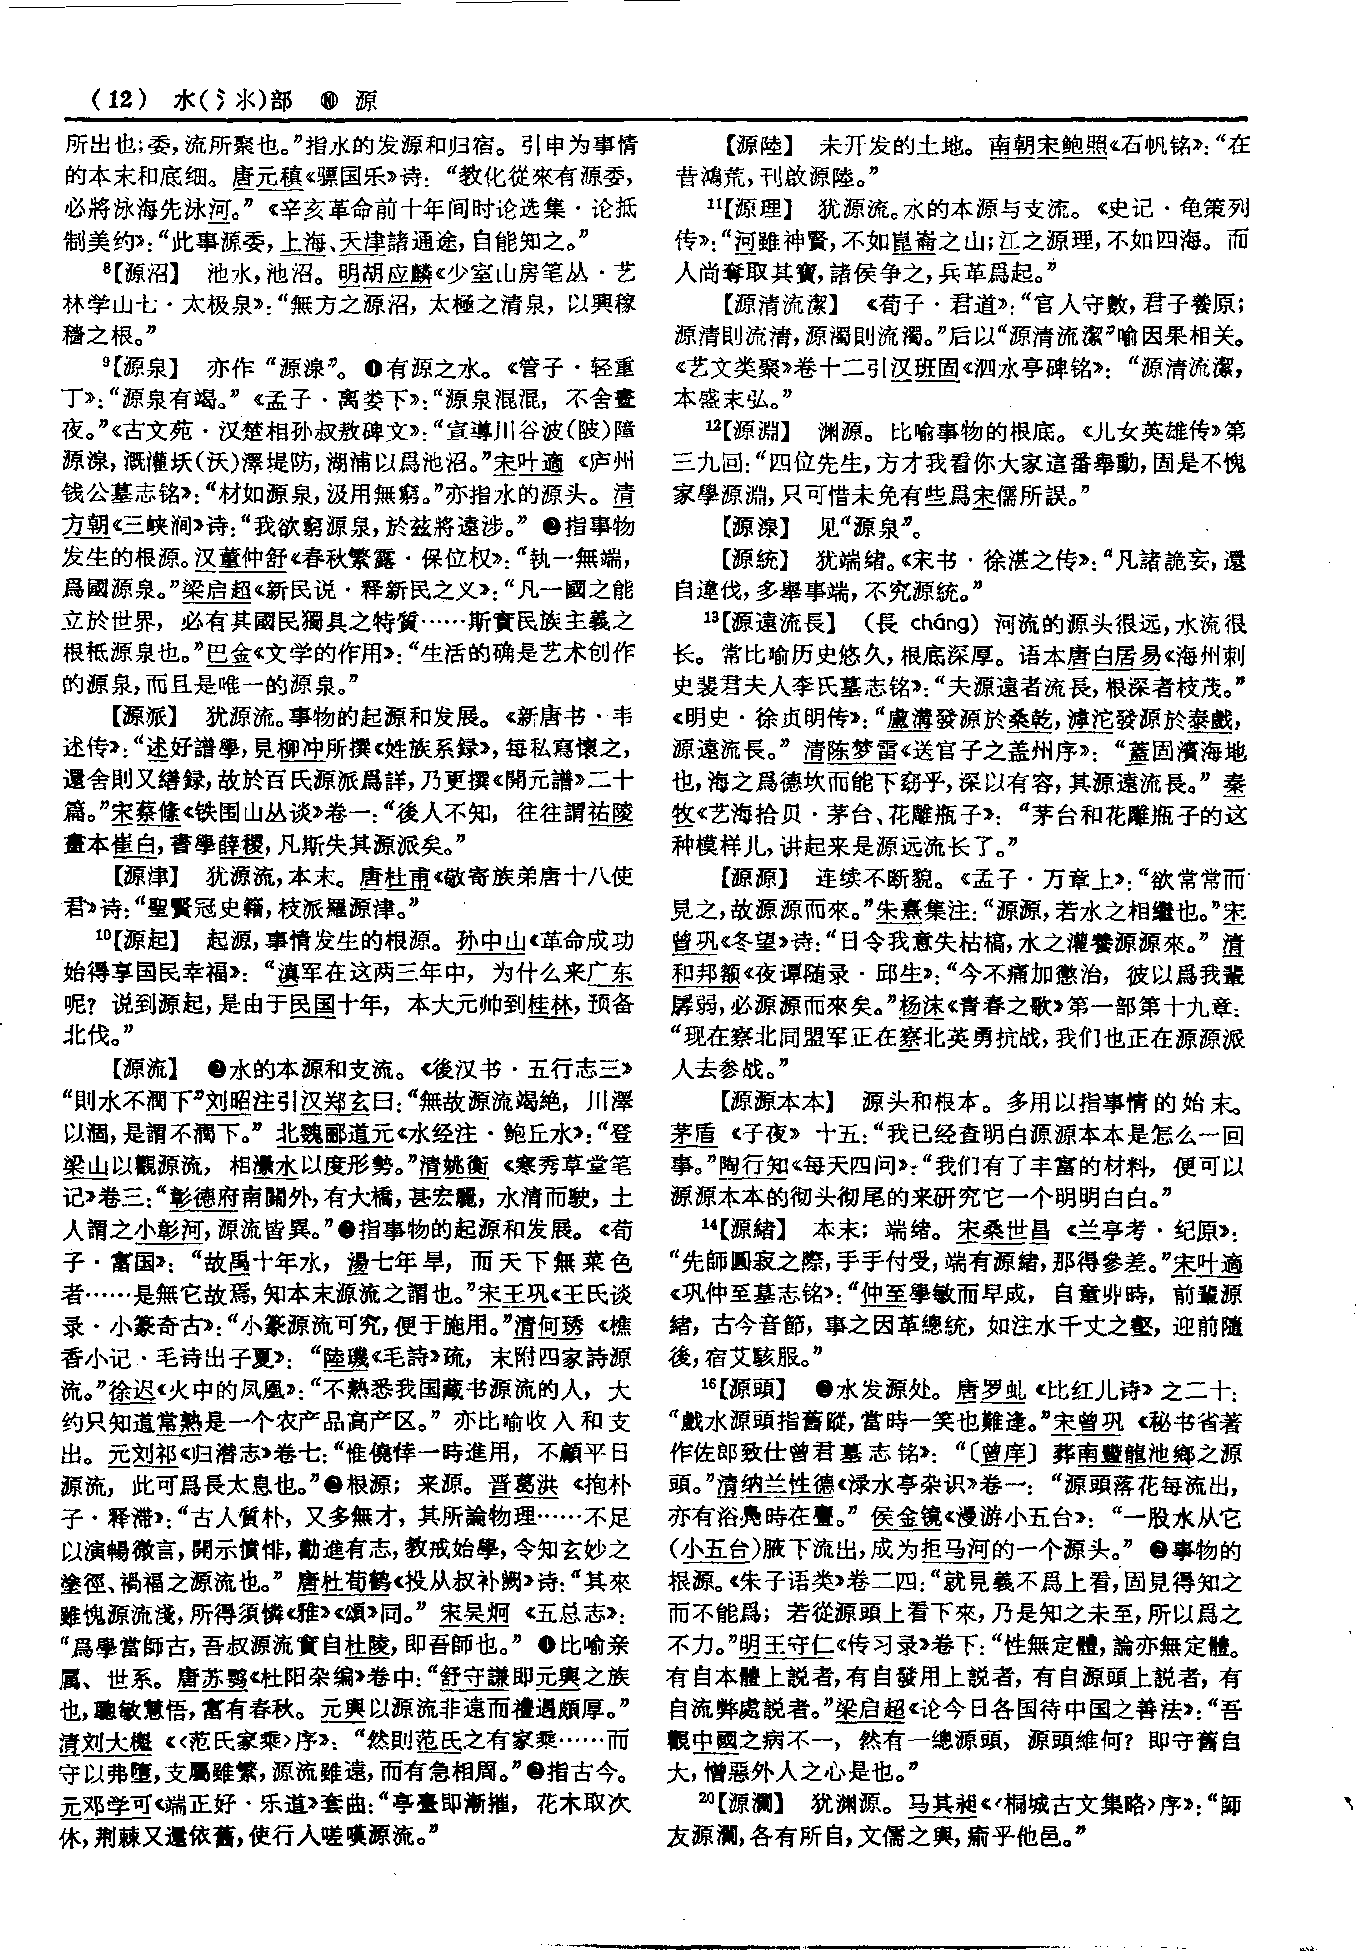 (12) 水(氵氺)部 ⑩ 源
所出也；委，流所聚也。”指水的发源和归宿。引申为事情
的本末和底细。唐元稹《骠国乐》诗：“教化從來有源委，
必將泳海先泳河。”《辛亥革命前十年间时论选集·论抵
制美约》：“此事源委，上海、天津諸通途，自能知之。”
8【源沼】 池水，池沼。明胡应麟《少室山房笔丛·艺
林学山七·太极泉》：“無方之源沼，太極之清泉，以興稼
穡之根。”
9【源泉】 亦作“源湶”。❶有源之水。《管子·轻重
丁》：“源泉有竭。”《孟子·离娄下》：“源泉混混，不舍晝
夜。”《古文苑·汉楚相孙叔敖碑文》：“宣導川谷波(陂)障
源湶，溉灌坂(沃)澤堤防，湖浦以爲池沼。”宋叶適《庐州
钱公墓志铭》：“材如源泉，汲用無窮。”亦指水的源头。清
方朝《三峡涧》诗：“我欲窮源泉，於兹將遠涉。”❷指事物
发生的根源。汉董仲舒《春秋繁露·保位权》：“執一無端，
爲國源泉。”梁启超《新民说·释新民之义》：“凡一國之能
立於世界，必有其國民獨具之特質……斯實民族主義之
根柢源泉也。”巴金《文学的作用》：“生活的确是艺术创作
的源泉，而且是唯一的源泉。”
【源派】 犹源流。事物的起源和发展。《新唐书·韦
述传》：“述好譜學，見柳冲所撰《姓族系録》，每私寫懷之，
還舍則又繕録，故於百氏源派爲詳，乃更撰《開元譜》二十
篇。”宋蔡絛《铁围山丛谈》卷一：“後人不知，往往謂祐陵
畫本崔白，書學薛稷，凡斯失其源派矣。”
【源津】 犹源流，本末。唐杜甫《敬寄族弟唐十八使
君》诗：“聖賢冠史籍，枝派羅源津。”
10【源起】 起源，事情发生的根源。孙中山《革命成功
始得享国民幸福》：“滇军在这两三年中，为什么来广东
呢？说到源起，是由于民国十年，本大元帅到桂林，预备
北伐。”
【源流】 ❶水的本源和支流。《後汉书·五行志三》
“則水不潤下”刘昭注引汉郑玄曰：“無故源流竭絶，川澤
以涸，是謂不潤下。”北魏郦道元《水经注·鲍丘水》：“登
梁山以觀源流，相㶟水以度形勢。”清姚衡《寒秀草堂笔
记》卷三：“彰德府南關外，有大橋，甚宏麗，水清而駛，土
人謂之小彰河，源流皆異。”❷指事物的起源和发展。《荀
子·富国》：“故禹十年水，湯七年旱，而天下無菜色
者……是無它故焉，知本末源流之謂也。”宋王巩《王氏谈
录·小篆奇古》：“小篆源流可究，便于施用。”清何琇《樵
香小记·毛诗出子夏》：“陸璣《毛詩》疏，末附四家詩源
流。”徐迟《火中的凤凰》：“不熟悉我国藏书源流的人，大
约只知道常熟是一个农产品高产区。”亦比喻收入和支
出。元刘祁《归潜志》卷七：“惟僥倖一時進用，不顧平日
源流，此可爲長太息也。”❸根源；来源。晋葛洪《抱朴
子·释滞》：“古人質朴，又多無才，其所論物理……不足
以演暢微言，開示憤悱，勸進有志，教戒始學，令知玄妙之
塗徑、禍福之源流也。”唐杜荀鹤《投从叔补阙》诗：“其來
雖愧源流淺，所得須憐《雅》《頌》同。”宋吴炯《五总志》：
“爲學當師古，吾叔源流實自杜陵，即吾師也。”❹比喻亲
属、世系。唐苏鹗《杜阳杂编》卷中：“舒守謙即元輿之族
也，聰敏慧悟，富有春秋。元輿以源流非遠而禮遇頗厚。”
清刘大櫆《〈范氏家乘〉序》：“然則范氏之有家乘……而
守以弗墮，支屬雖繁，源流雖遠，而有急相周。”❺指古今。
元邓学可《端正好·乐道》套曲：“亭臺即漸摧，花木取次
休，荆棘又還依舊，使行人嗟嘆源流。”
【源陸】 未开发的土地。南朝宋鲍照《石帆铭》：“在
昔鴻荒，刊啟源陸。”
11【源理】 犹源流。水的本源与支流。《史记·龟策列
传》：“河雖神賢，不如崑崙之山；江之源理，不如四海。而
人尚奪取其寶，諸侯争之，兵革爲起。”
【源清流潔】 《荀子·君道》：“官人守數，君子養原；
源清則流清，源濁則流濁。”后以“源清流潔”喻因果相关。
《艺文类聚》卷十二引汉班固《泗水亭碑铭》：“源清流潔，
本盛末弘。”
12【源淵】 渊源。比喻事物的根底。《儿女英雄传》第
三九回：“四位先生，方才我看你大家這番舉動，固是不愧
家學源淵，只可惜未免有些爲宋儒所誤。”
【源湶】 见“源泉”。
【源統】 犹端绪。《宋书·徐湛之传》：“凡諸詭妄，還
自違伐，多舉事端，不究源統。”
13【源遠流長】 (長 cháng) 河流的源头很远，水流很
长。常比喻历史悠久，根底深厚。语本唐白居易《海州刺
史裴君夫人李氏墓志铭》：“夫源遠者流長，根深者枝茂。”
《明史·徐贞明传》：“盧溝發源於桑乾，滹沱發源於泰戲，
源遠流長。”清陈梦雷《送官子之盖州序》：“蓋固濱海地
也，海之爲德坎而能下窈乎，深以有容，其源遠流長。”秦
牧《艺海拾贝·茅台、花雕瓶子》：“茅台和花雕瓶子的这
种模样儿，讲起来是源远流长了。”
【源源】 连续不断貌。《孟子·万章上》：“欲常常而
見之，故源源而來。”朱熹集注：“源源，若水之相繼也。”宋
曾巩《冬望》诗：“日令我意失枯槁，水之灌養源源來。”清
和邦额《夜谭随录·邱生》：“今不痛加懲治，彼以爲我輩
孱弱，必源源而來矣。”杨沫《青春之歌》第一部第十九章：
“现在察北同盟军正在察北英勇抗战，我们也正在源源派
人去参战。”
【源源本本】 源头和根本。多用以指事情的始末。
茅盾《子夜》十五：“我已经查明白源源本本是怎么一回
事。”陶行知《每天四问》：“我们有了丰富的材料，便可以
源源本本的彻头彻尾的来研究它一个明明白白。”
14【源緒】 本末；端绪。宋桑世昌《兰亭考·纪原》：
“先師圓寂之際，手手付受，端有源緒，那得參差。”宋叶適
《巩仲至墓志铭》：“仲至學敏而早成，自童丱時，前輩源
緒，古今音節，事之因革總統，如注水千丈之壑，迎前隨
後，宿艾駭服。”
16【源頭】 ❶水发源处。唐罗虬《比红儿诗》之二十：
“戲水源頭指舊蹤，當時一笑也難逢。”宋曾巩《秘书省著
作佐郎致仕曾君墓志铭》：“〔曾庠〕葬南豐龍池鄉之源
頭。”清纳兰性德《渌水亭杂识》卷一：“源頭落花每流出，
亦有浴鳧時在亹。”侯金镜《漫游小五台》：“一股水从它
(小五台)腋下流出，成为拒马河的一个源头。”❷事物的
根源。《朱子语类》卷二四：“就見義不爲上看，固見得知之
而不能爲；若從源頭上看下來，乃是知之未至，所以爲之
不力。”明王守仁《传习录》卷下：“性無定體，論亦無定體。
有自本體上説者，有自發用上説者，有自源頭上説者，有
自流弊處説者。”梁启超《论今日各国待中国之善法》：“吾
觀中國之病不一，然有一總源頭，源頭維何？即守舊自
大，憎惡外人之心是也。”
20【源瀾】 犹渊源。马其昶《〈桐城古文集略〉序》：“師
友源瀾，各有所自，文儒之興，瘉乎他邑。”